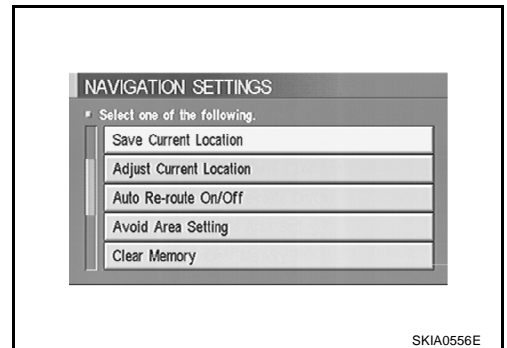 NAVIGATION SETTINGS
Select one of the following.
Save Current Location
Adjust Current Location
Auto Re-route On/Off
Avoid Area Setting
Clear Memory
SKIA0556E